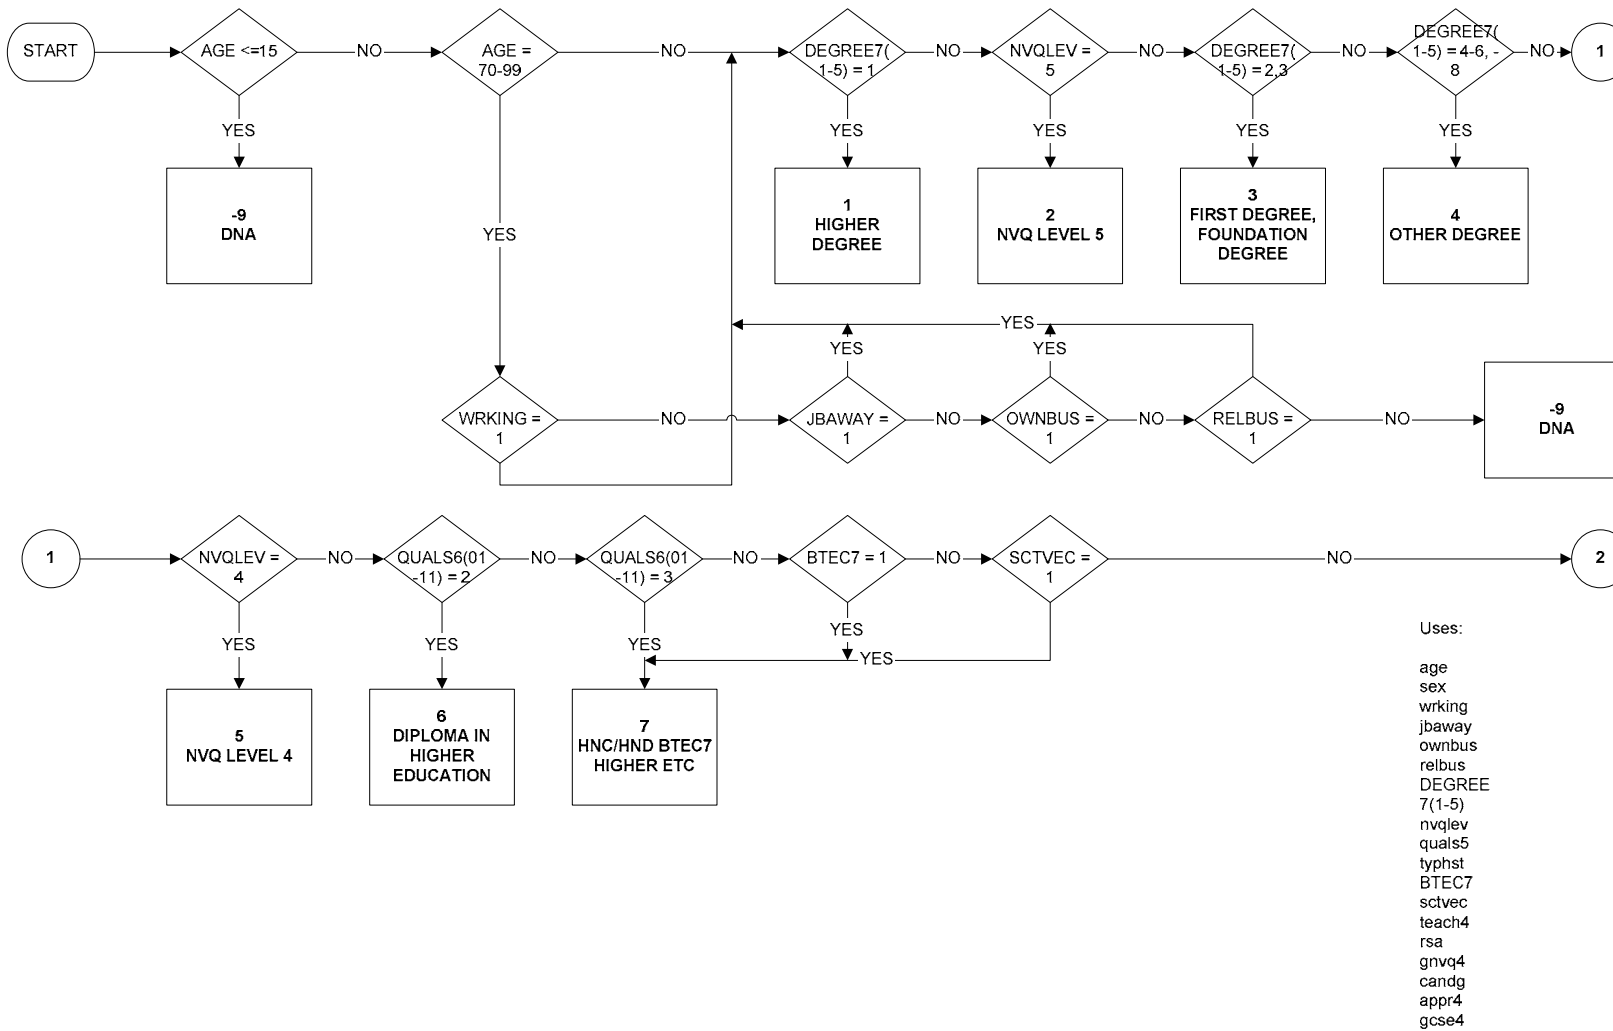 START
AGE <=15
NO
AGE =
70-99
NO
DEGREE7(
1-5) = 1
NO
NVQLEV =
5
NO
DEGREE7(
1-5) = 2,3
NO
DEGREE7(
1-5) = 4-6, -
8
NO
1
YES
YES
YES
YES
YES
-9
DNA
YES
1
HIGHER
DEGREE
2
NVQ LEVEL 5
3
FIRST DEGREE,
FOUNDATION
DEGREE
4
OTHER DEGREE
YES
YES
YES
WRKING =
1
NO
JBAWAY =
1
NO
OWNBUS =
1
NO
RELBUS =
1
NO
-9
DNA
1
NVQLEV =
4
NO
QUALS6(01
-11) = 2
NO
QUALS6(01
-11) = 3
NO
BTEC7 = 1
NO
SCTVEC =
1
NO
2
YES
YES
YES
YES
YES
5
NVQ LEVEL 4
6
DIPLOMA IN
HIGHER
EDUCATION
7
HNC/HND BTEC7
HIGHER ETC
Uses:
age
sex
wrking
jbaway
ownbus
relbus
DEGREE
7(1-5)
nvqlev
quals5
typhst
BTEC7
sctvec
teach4
rsa
gnvq4
candg
appr4
gcse4